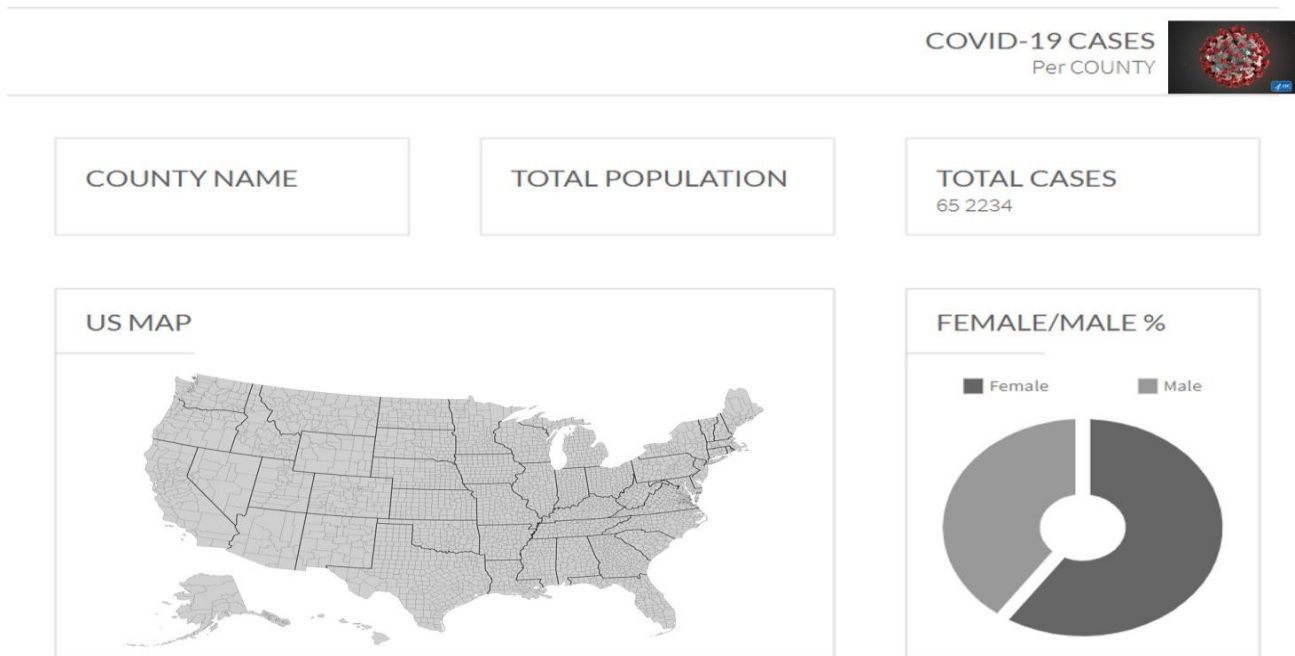 COVID-19 CASES
Per COUNTY
COUNTY NAME
TOTAL POPULATION
TOTAL CASES
65 2234
US MAP
FEMALE/MALE %
Female
Male